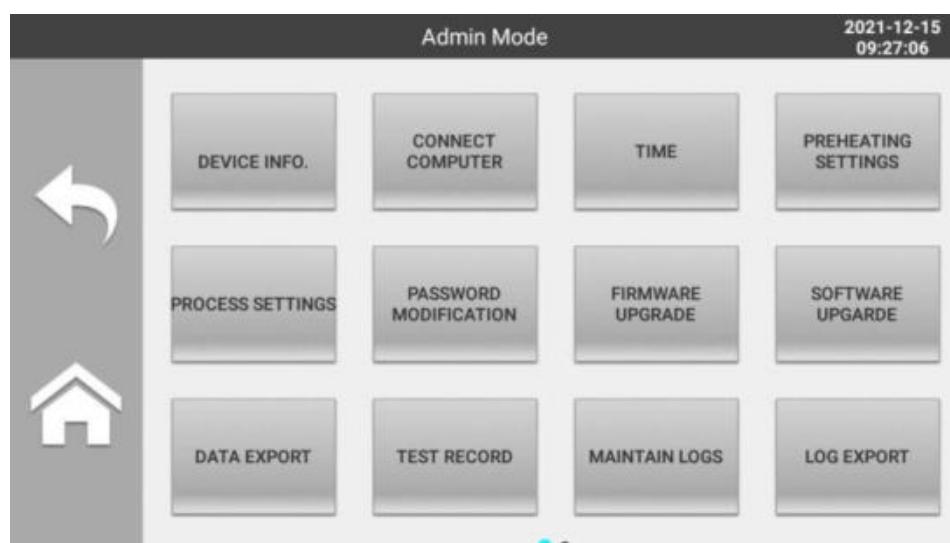 Admin Mode
2021-12-15
09:27:06
DEVICE INFO.
CONNECT
COMPUTER
TIME
PREHEATING
SETTINGS
PROCESS SETTINGS
PASSWORD
MODIFICATION
FIRMWARE
UPGRADE
SOFTWARE
UPGARDE
DATA EXPORT
TEST RECORD
MAINTAIN LOGS
LOG EXPORT